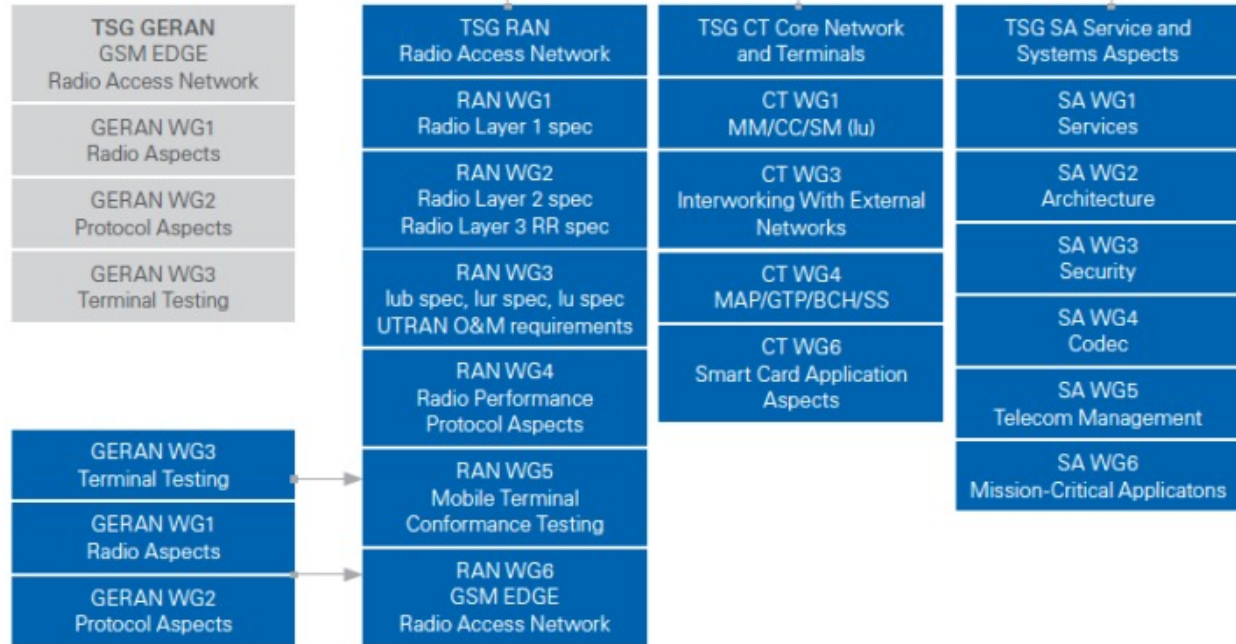 TSG GERAN
GSM EDGE
Radio Access Network
GERAN WG1
Radio Aspects
GERAN WG2
Protocol Aspects
GERAN WG3
Terminal Testing
GERAN WG3
Terminal Testing
GERAN WG1
Radio Aspects
GERAN WG2
Protocol Aspects
TSG RAN
Radio Access Network
RAN WG1
Radio Layer 1 spec
RAN WG2
Radio Layer 2 spec
Radio Layer 3 RR spec
RAN WG3
lub spec, lur spec, lu spec
UTRAN O&M requirements
RAN WG4
Radio Performance
Protocol Aspects
RAN WG5
Mobile Terminal
Conformance Testing
RAN WG6
GSM EDGE
Radio Access Network
TSG CT Core Network
and Terminals
CT WG1
MM/CC/SM (lu)
CT WG3
Interworking With External
Networks
CT WG4
MAP/GTP/BCH/SS
CT WG6
Smart Card Application
Aspects
TSG SA Service and
Systems Aspects
SA WG1
Services
SA WG2
Architecture
SA WG3
Security
SA WG4
Codec
SA WG5
Telecom Management
SA WG6
Mission-Critical Applicatons